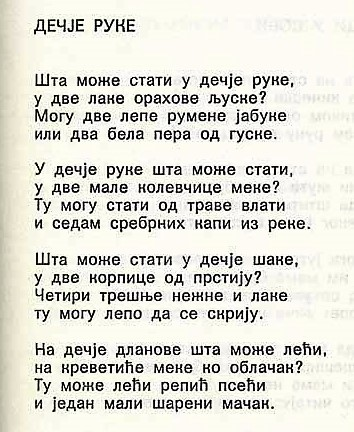 ДЕЧЈЕ РУКЕ
Шта може стати у дечје руке,
у две лаке орахове љуске?
Могу две лепе румене јабуке
или два бела пера од гуске.
У дечје руке шта може стати,
у две мале колевчице меке?
Ту могу стати од траве влати
и седам сребрних капи из реке.
Шта може стати у дечје шаке,
у две корпице од прстију?
Четири трешње нежне и лаке
ту могу лепо да се скрију.
На дечје дланове шта може лећи,
на креветиће меке ко облачак?
Ту може лећи репић псећи
и један мали шарени мачак.